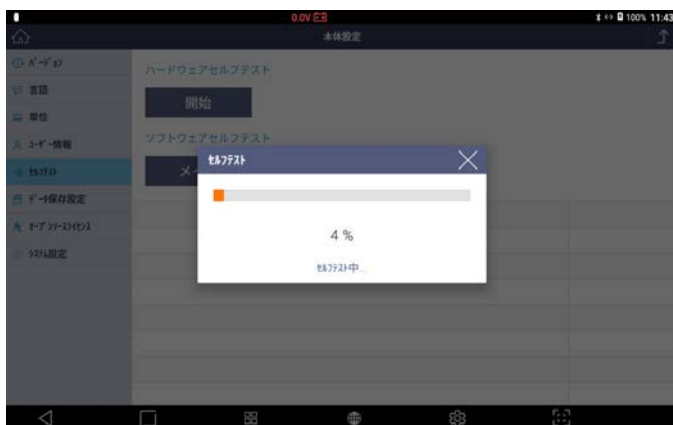 0.0V
100% 11:43
本体設定
ﾊﾞｰｼﾞｮﾝ
言語
単位
ﾕｰｻﾞｰ情報
ｾﾙﾌﾃｽﾄ
ﾃﾞｰﾀ保存設定
ｵｰﾌﾟﾝｿｰｽﾗｲｾﾝｽ
ｼｽﾃﾑ設定
ハードウェアセルフテスト
開始
ソフトウェアセルフテスト
メイ
ｾﾙﾌﾃｽﾄ
4 %
ｾﾙﾌﾃｽﾄ中...